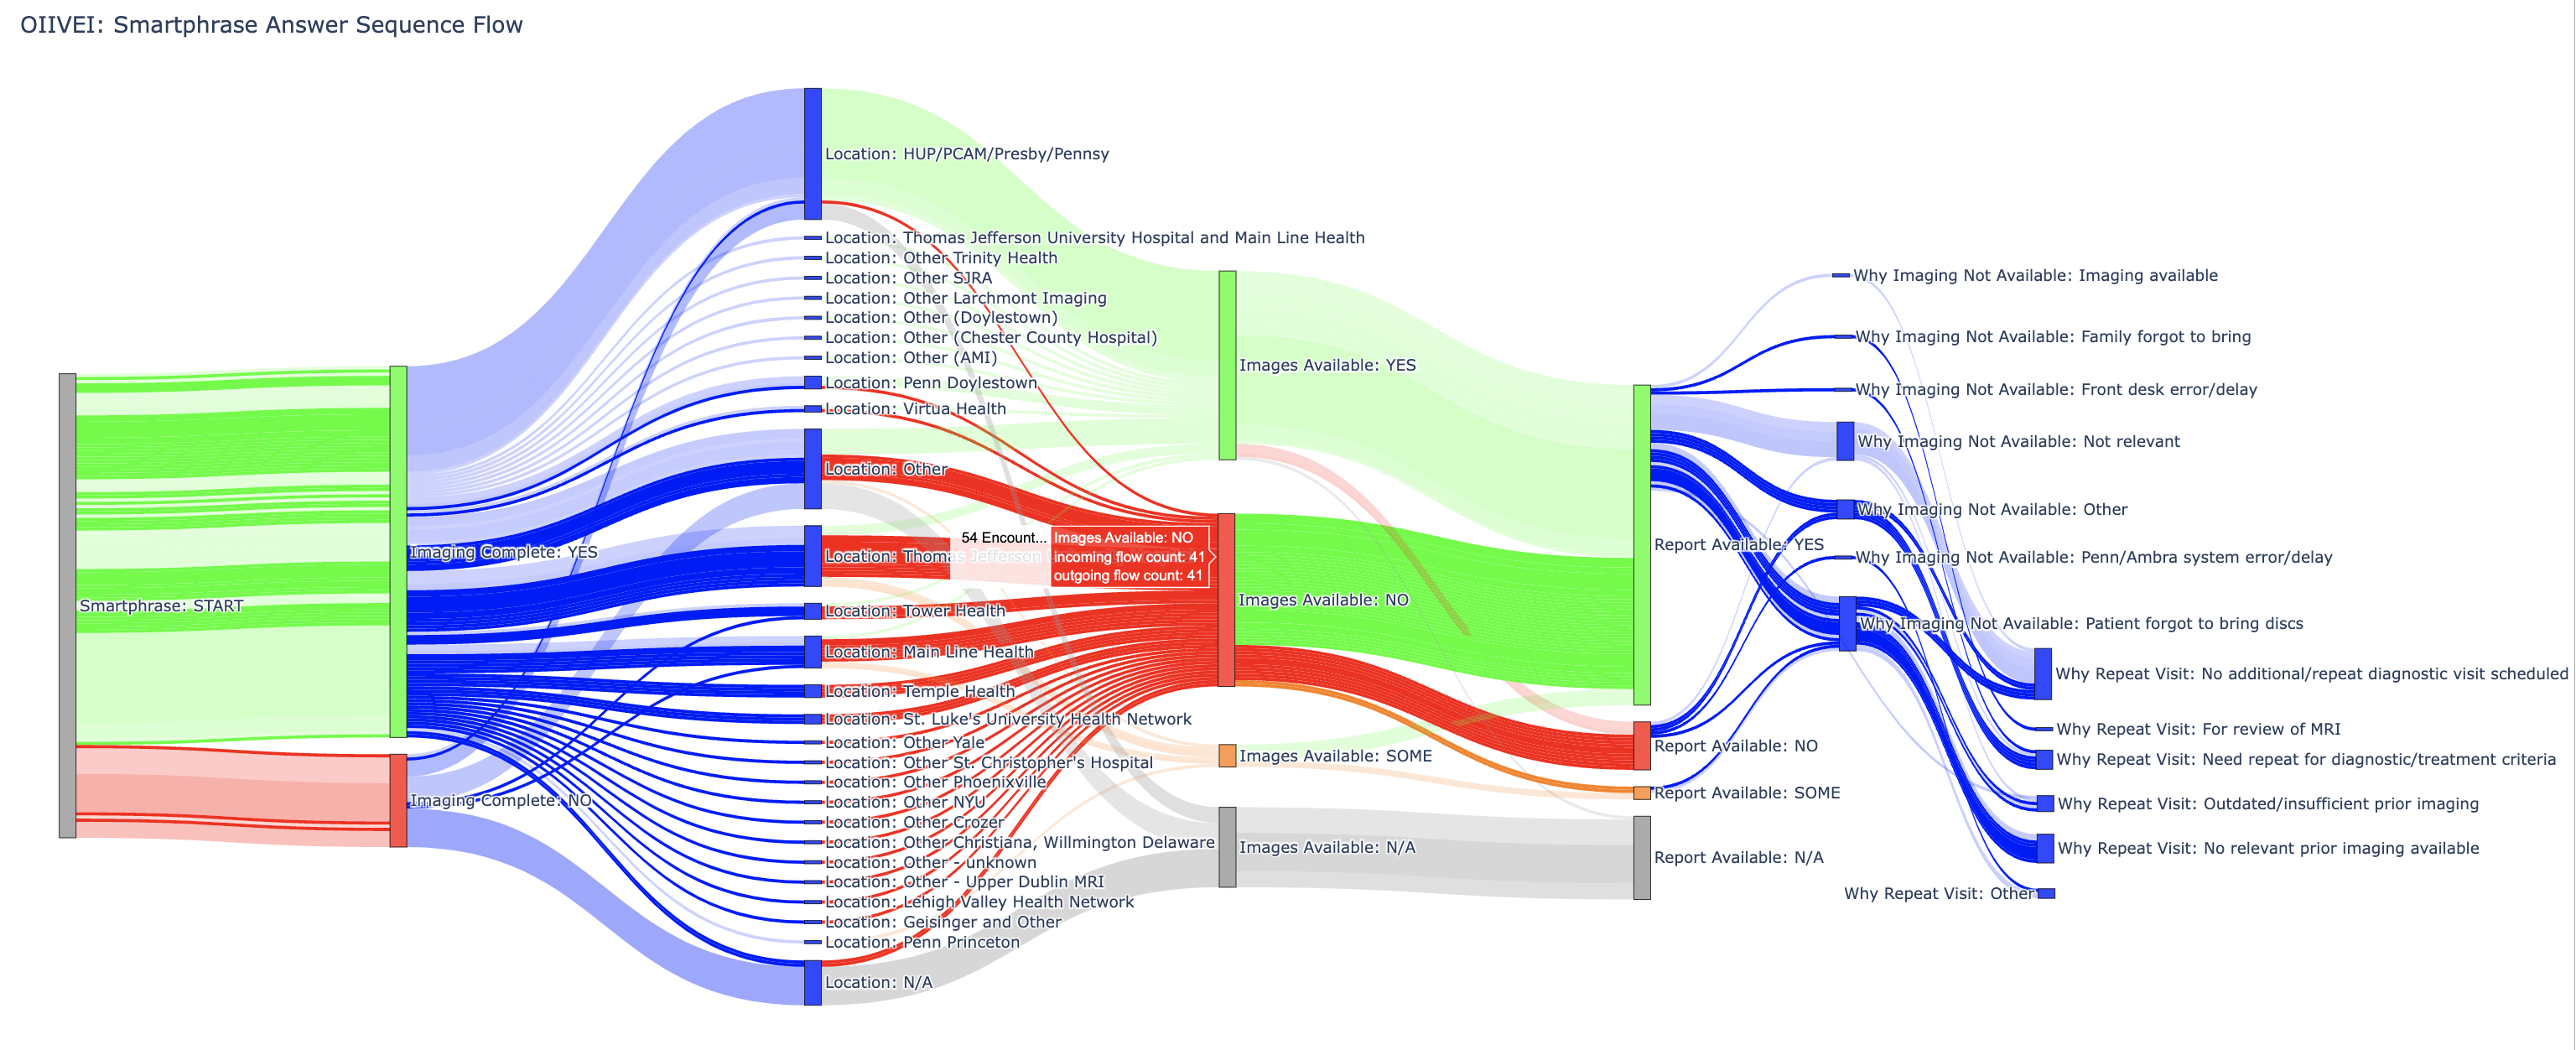 OIIVEI: Smartphrase Answer Sequence Flow
Smartphrase: START
Imaging Complete: YES
Imaging Complete: NO
Location: HUP/PCAM/Presby/Pennsy
Location: Thomas Jefferson University Hospital and Main Line Health
Location: Other Trinity Health
Location: Other SJRA
Location: Other Larchmont Imaging
Location: Other (Doylestown)
Location: Other (Chester County Hospital)
Location: Other (AMI)
Location: Penn Doylestown
Location: Virtua Health
Location: Other
Location: Thomas Jefferson
Location: Tower Health
Location: Main Line Health
Location: Temple Health
Location: St. Luke's University Health Network
Location: Other Yale
Location: Other St. Christopher's Hospital
Location: Other Phoenixville
Location: Other NYU
Location: Other Crozer
Location: Other Christiana, Willmington Delaware
Location: Other - unknown
Location: Other - Upper Dublin MRI
Location: Lehigh Valley Health Network
Location: Geisinger and Other
Location: Penn Princeton
Location: N/A
54 Encount...
Images Available: NO
incoming flow count: 41
outgoing flow count: 41
Images Available: YES
Images Available: NO
Images Available: SOME
Images Available: N/A
Report Available: YES
Report Available: NO
Report Available: SOME
Report Available: N/A
Why Imaging Not Available: Imaging available
Why Imaging Not Available: Family forgot to bring
Why Imaging Not Available: Front desk error/delay
Why Imaging Not Available: Not relevant
Why Imaging Not Available: Other
Why Imaging Not Available: Penn/Ambra system error/delay
Why Imaging Not Available: Patient forgot to bring discs
Why Repeat Visit: No additional/repeat diagnostic visit scheduled
Why Repeat Visit: For review of MRI
Why Repeat Visit: Need repeat for diagnostic/treatment criteria
Why Repeat Visit: Outdated/insufficient prior imaging
Why Repeat Visit: No relevant prior imaging available
Why Repeat Visit: Other